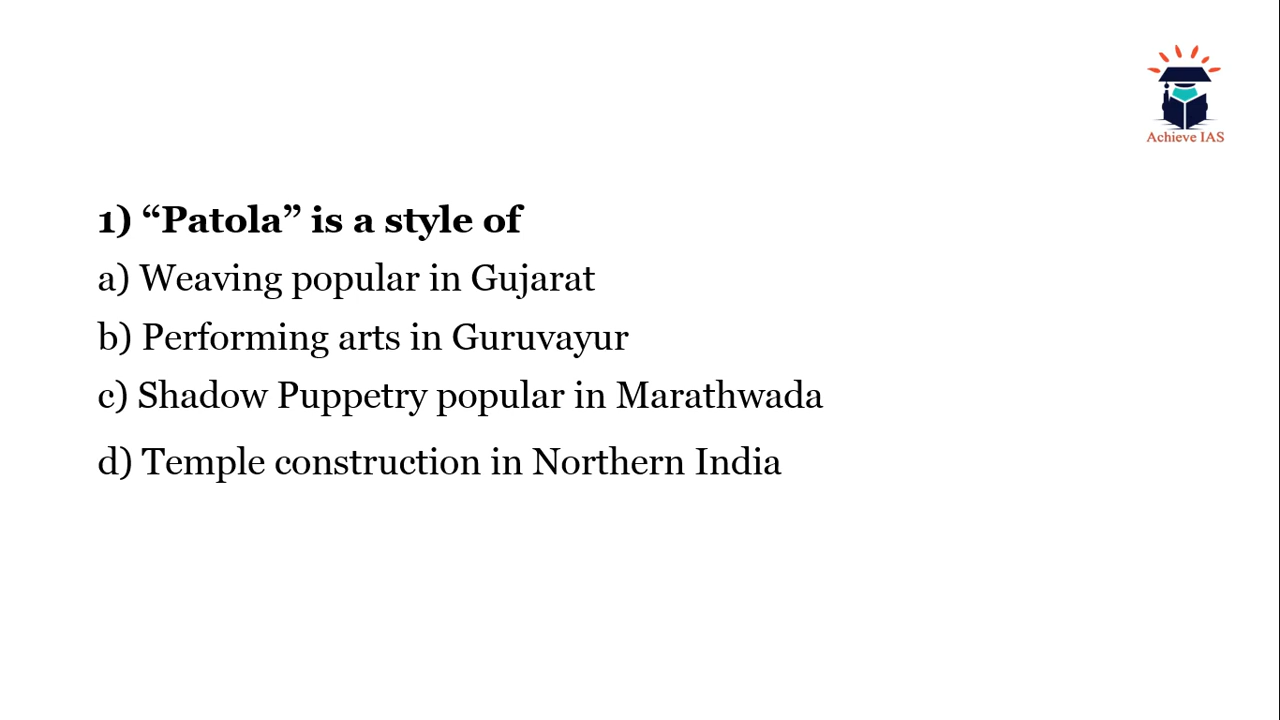 Achieve IAS
1) “Patola” is a style of
a) Weaving popular in Gujarat
b) Performing arts in Guruvayur
c) Shadow Puppetry popular in Marathwada
d) Temple construction in Northern India